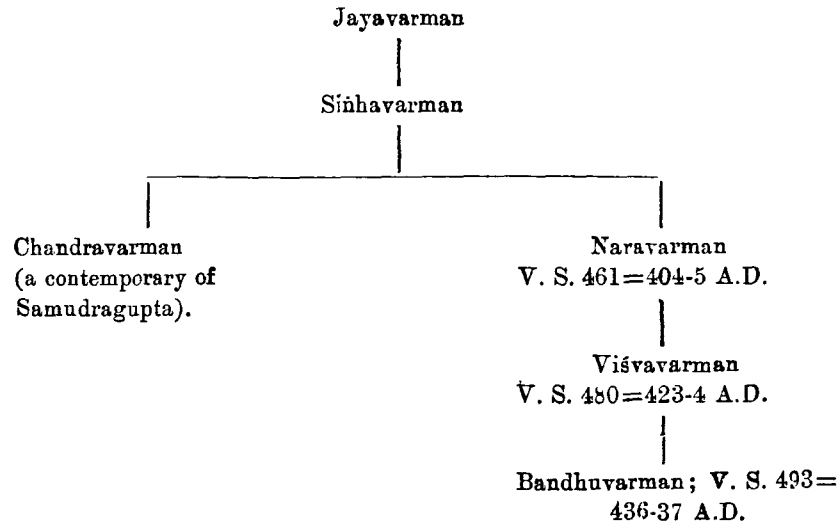 Jayavarman
Siṅhavarman
Chandravarman
(a contemporary of
Samudragupta).
Naravarman
V. S. 461=404-5 A.D.
Viśvavarman
V. S. 480=423-4 A.D.
Bandhuvarman; V. S. 493=
436-37 A.D.